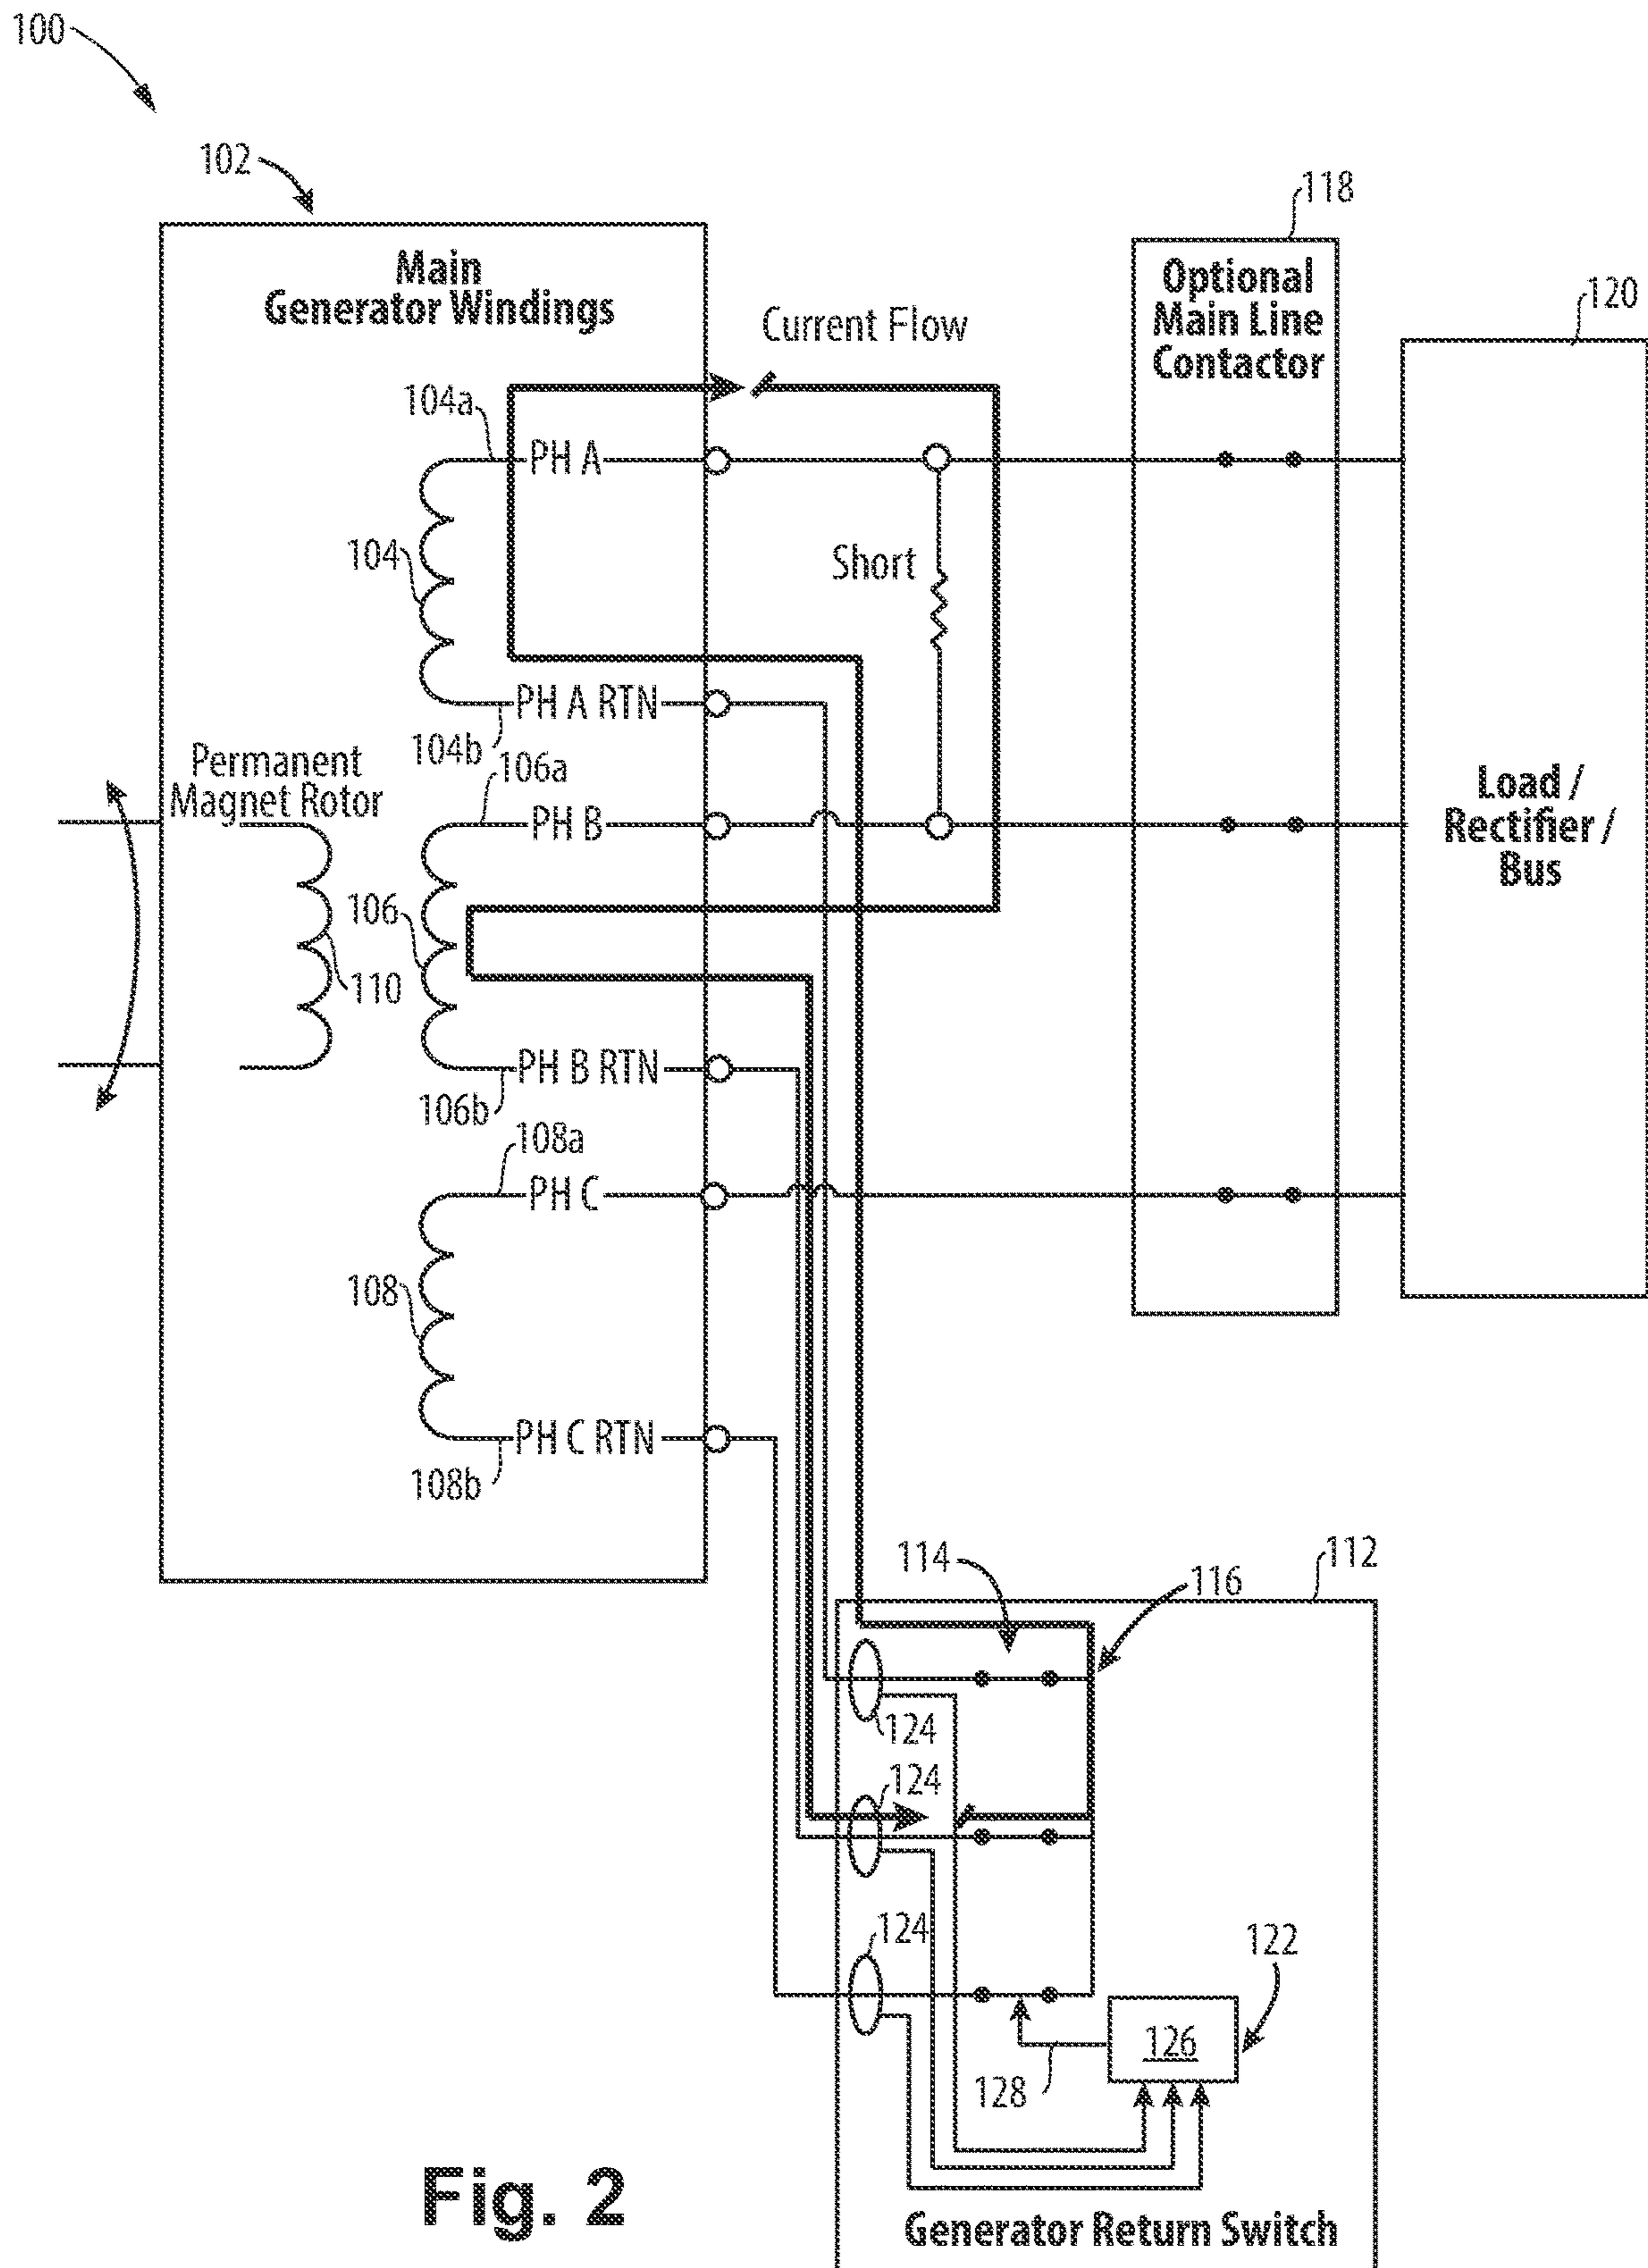 100
102
118
Main
Generator Windings
Optional
Main Line
Contactor
120
Current Flow
104a
PH A
104
Short
PH A RTN
104b
106a
Permanent
Magnet Rotor
PH B
Load /
Rectifier /
Bus
106
110
PH B RTN
106b
108a
PH C
108
PH C RTN
108b
114
116
112
124
124
124
122
126
128
Generator Return Switch
Fig. 2